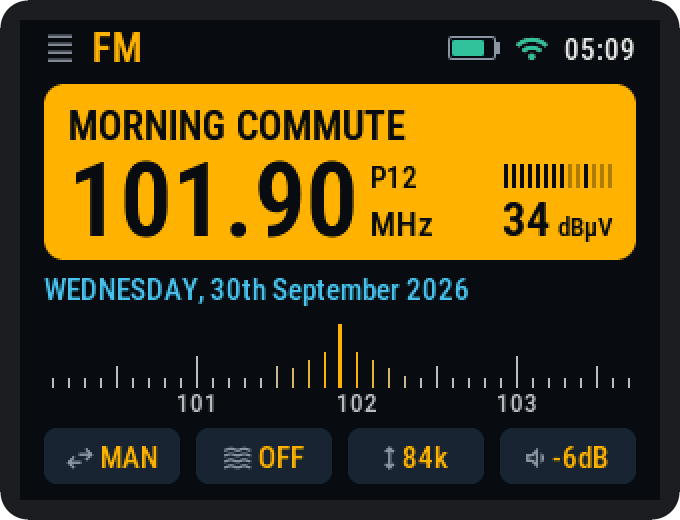 FM 05:09
MORNING COMMUTE
101.90 P12 MHz
34 dBµV
WEDNESDAY, 30th September 2026
101 102 103
MAN OFF 84k -6dB